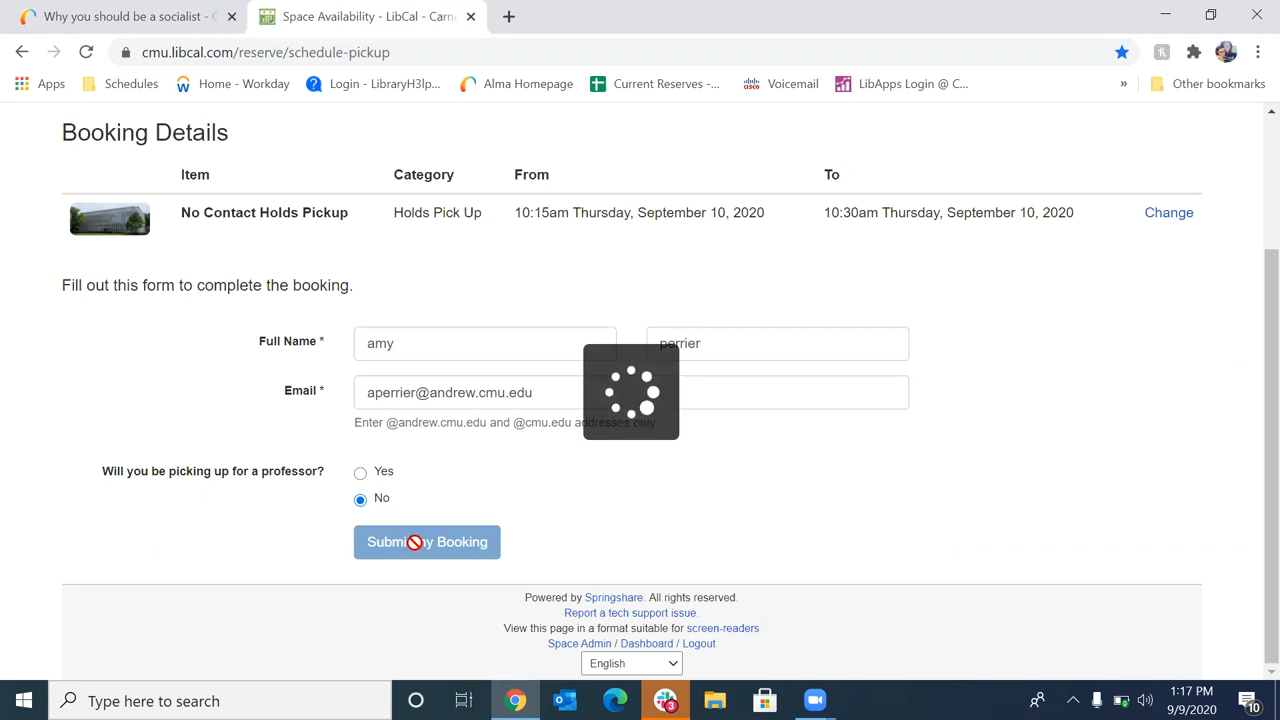 Why you should be a socialist - C
Space Availability - LibCal - Carne
cmu.libcal.com/reserve/schedule-pickup
Apps Schedules Home - Workday Login - LibraryH3lp... Alma Homepage Current Reserves -... Voicemail LibApps Login @ C... » Other bookmarks
Booking Details
Item Category From To
No Contact Holds Pickup Holds Pick Up 10:15am Thursday, September 10, 2020 10:30am Thursday, September 10, 2020 Change
Fill out this form to complete the booking.
Full Name * amy perrier
Email * aperrier@andrew.cmu.edu
Enter @andrew.cmu.edu and @cmu.edu addresses only
Will you be picking up for a professor? Yes
No
Submit my Booking
Powered by Springshare. All rights reserved.
Report a tech support issue.
View this page in a format suitable for screen-readers
Space Admin / Dashboard / Logout
English
Type here to search
3
1:17 PM
9/9/2020
10